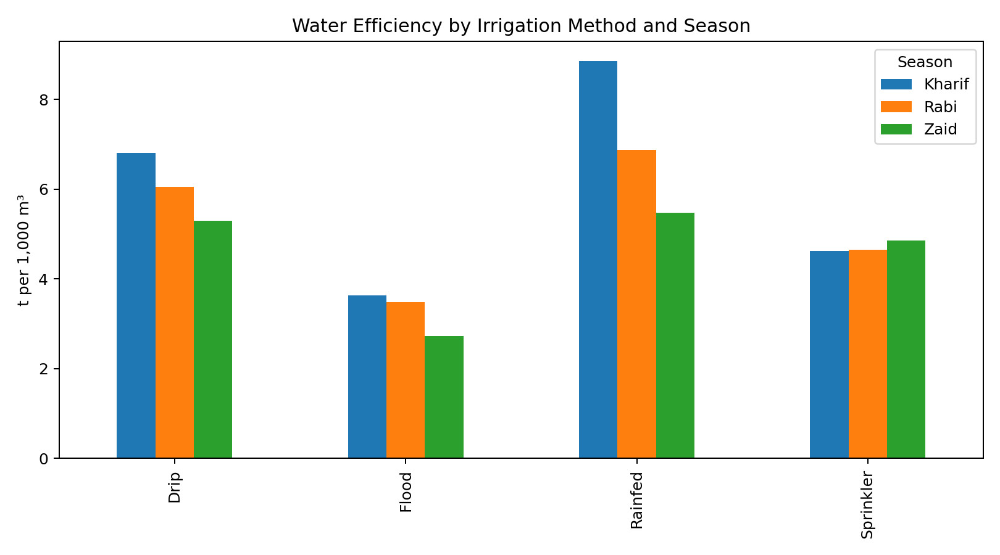 Water Efficiency by Irrigation Method and Season
Season
Kharif
Rabi
Zaid
t per 1,000 m³
8
6
4
2
0
Drip
Flood
Rainfed
Sprinkler